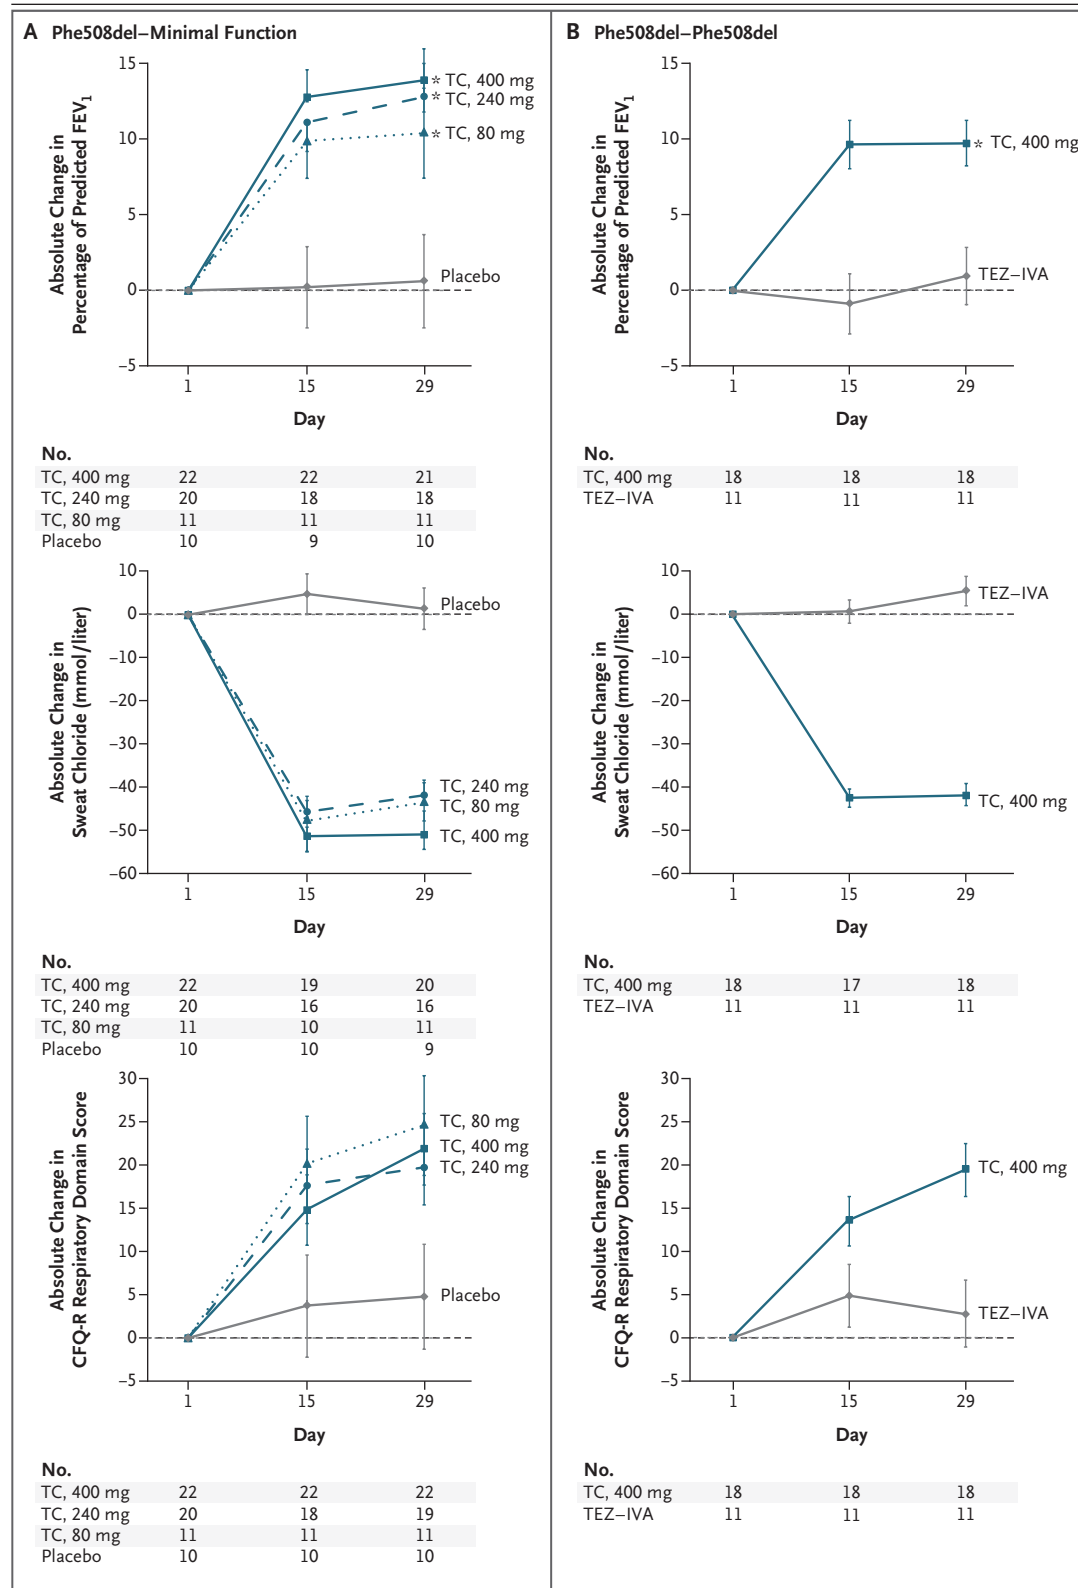 A Phe508del–Minimal Function
Absolute Change in
Percentage of Predicted FEV1
15
10
5
0
–5
* TC, 400 mg
* TC, 240 mg
* TC, 80 mg
Placebo
1 15 29
Day
No.
TC, 400 mg 22 22 21
TC, 240 mg 20 18 18
TC, 80 mg 11 11 11
Placebo 10 9 10
Absolute Change in
Sweat Chloride (mmol/liter)
10
0
–10
–20
–30
–40
–50
–60
Placebo
TC, 240 mg
TC, 80 mg
TC, 400 mg
1 15 29
Day
No.
TC, 400 mg 22 19 20
TC, 240 mg 20 16 16
TC, 80 mg 11 10 11
Placebo 10 10 9
Absolute Change in
CFQ-R Respiratory Domain Score
30
25
20
15
10
5
0
–5
TC, 80 mg
TC, 400 mg
TC, 240 mg
Placebo
1 15 29
Day
No.
TC, 400 mg 22 22 22
TC, 240 mg 20 18 19
TC, 80 mg 11 11 11
Placebo 10 10 10
B Phe508del–Phe508del
Absolute Change in
Percentage of Predicted FEV1
15
10
5
0
–5
* TC, 400 mg
TEZ–IVA
1 15 29
Day
No.
TC, 400 mg 18 18 18
TEZ–IVA 11 11 11
Absolute Change in
Sweat Chloride (mmol/liter)
10
0
–10
–20
–30
–40
–50
–60
TEZ–IVA
TC, 400 mg
1 15 29
Day
No.
TC, 400 mg 18 17 18
TEZ–IVA 11 11 11
Absolute Change in
CFQ-R Respiratory Domain Score
30
25
20
15
10
5
0
–5
TC, 400 mg
TEZ–IVA
1 15 29
Day
No.
TC, 400 mg 18 18 18
TEZ–IVA 11 11 11